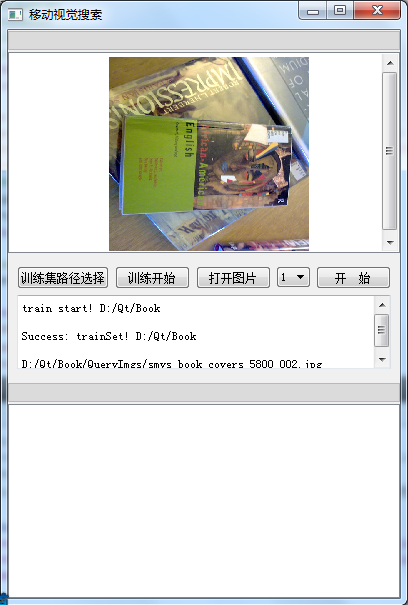 移动视觉搜索
IMPRESSIONS
English
训练集路径选择 训练开始 打开图片 1 开 始
train start! D:/Qt/Book
Success: trainSet! D:/Qt/Book
D:/Qt/Book/QueryImgs/smvs_book_covers_5800_002.jpg